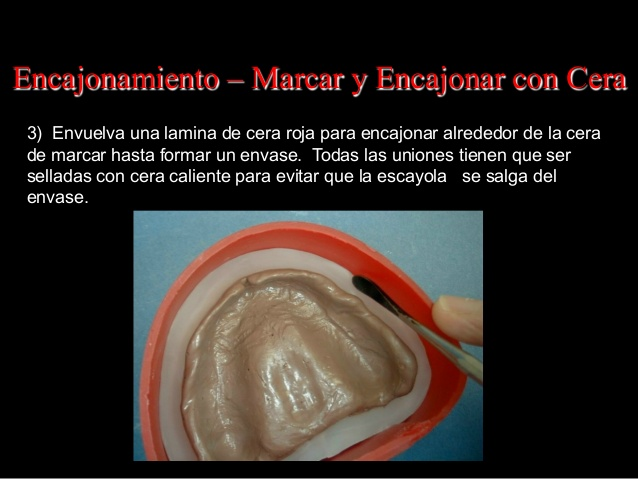 Encajonamiento – Marcar y Encajonar con Cera
3) Envuelva una lamina de cera roja para encajonar alrededor de la cera
de marcar hasta formar un envase. Todas las uniones tienen que ser
selladas con cera caliente para evitar que la escayola se salga del
envase.